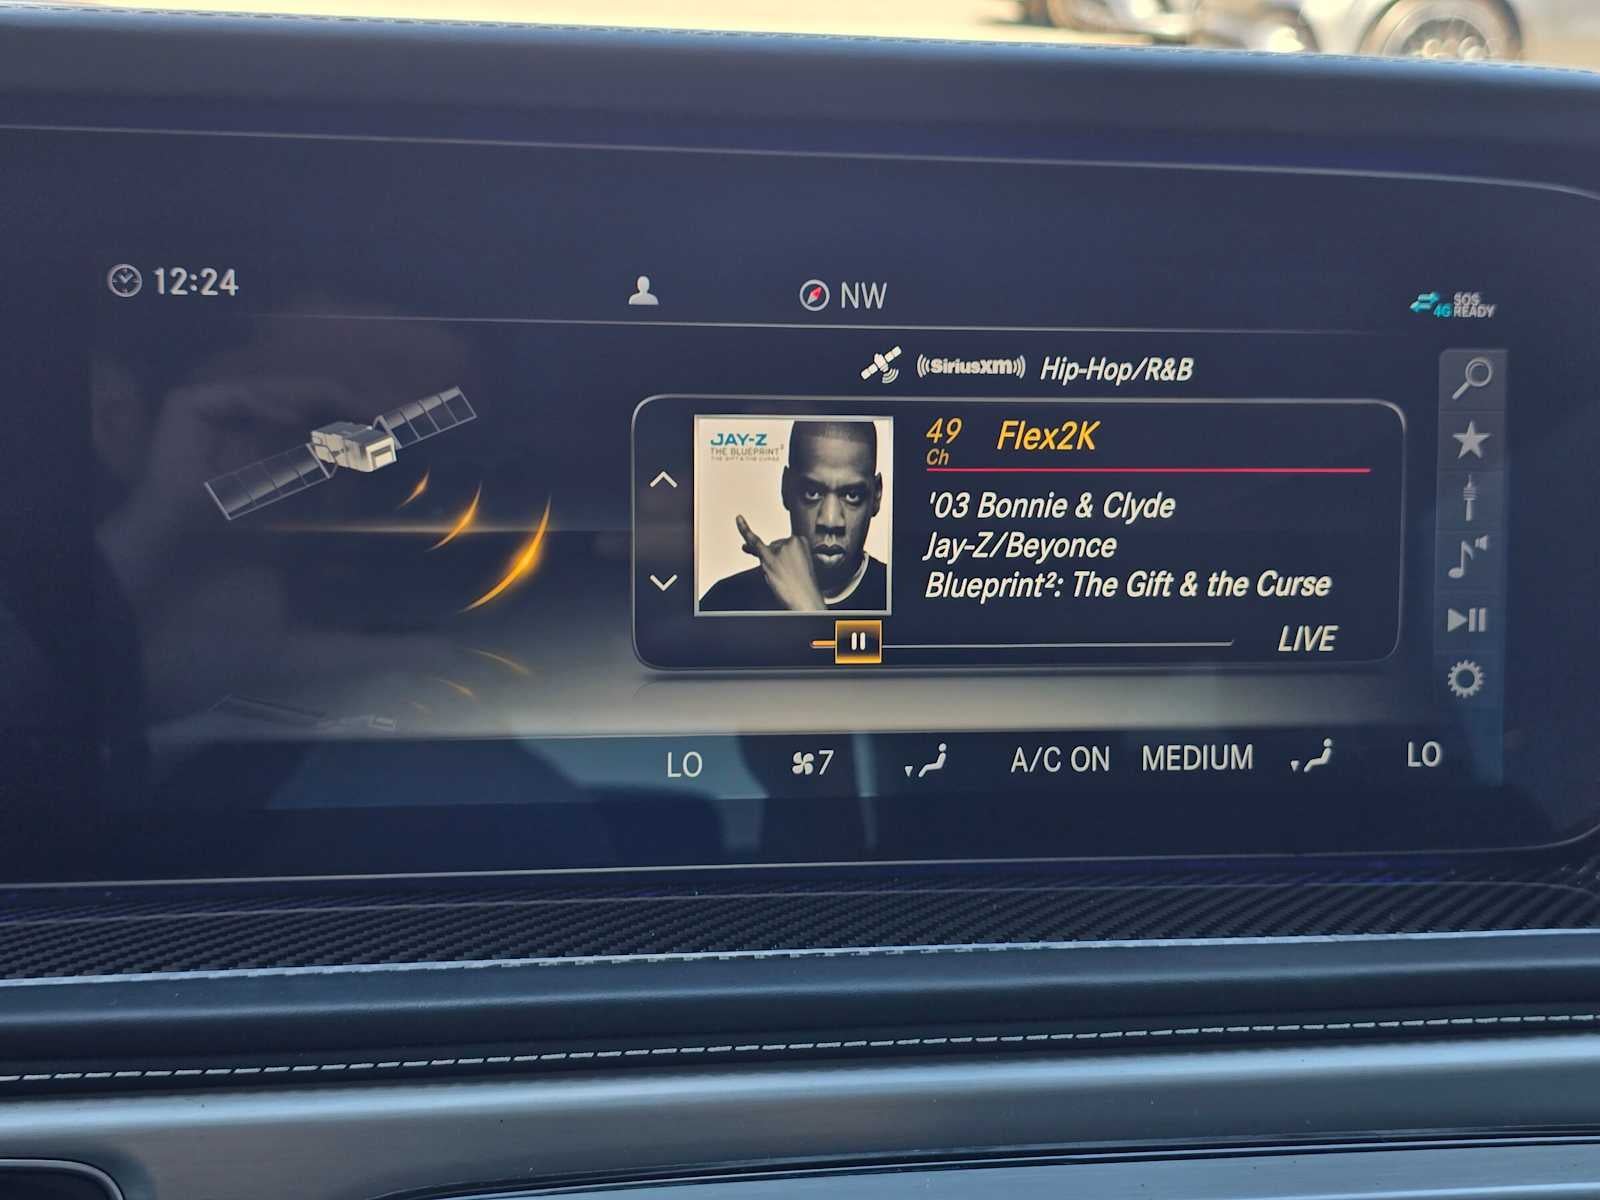 12:24
NW
4G SOS READY
SiriusXM Hip-Hop/R&B
JAY-Z
THE BLUEPRINT²
THE GIFT & THE CURSE
49 Flex2K
Ch
'03 Bonnie & Clyde
Jay-Z/Beyonce
Blueprint²: The Gift & the Curse
LIVE
LO 7 A/C ON MEDIUM LO